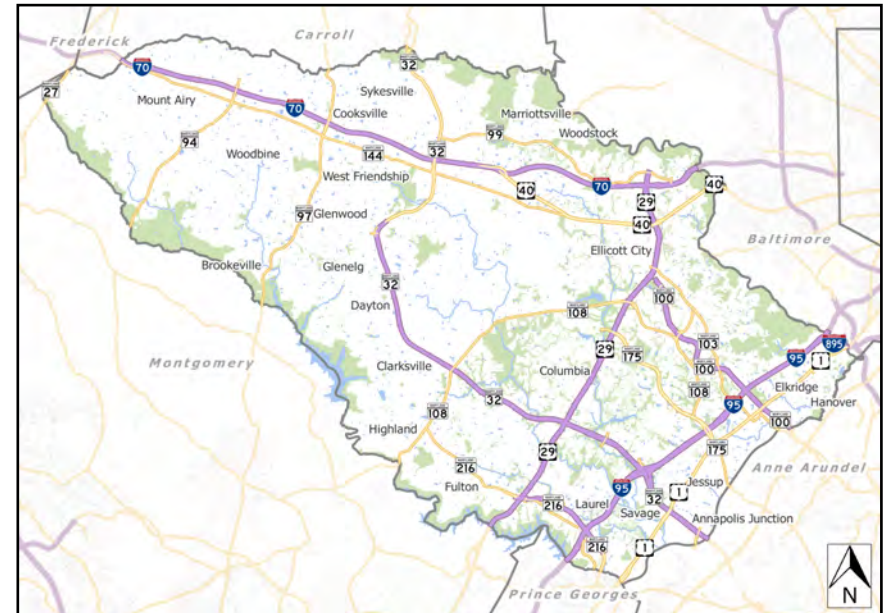 Frederick
Carroll
32
70
27
Mount Airy
Sykesville
70
Cooksville
Marriottsville
99
Woodstock
94
Woodbine
144
32
West Friendship
70
40
40
29
97
Glenwood
40
Ellicott City
Baltimore
Brookeville
Glenelg
32
100
Dayton
108
895
103
29
175
95
1
Montgomery
Clarksville
Columbia
100
Elkridge
108
32
95
Hanover
108
100
Highland
29
175
216
Anne Arundel
Fulton
95
Jessup
1
216
Laurel
32
Savage
Annapolis Junction
216
1
Prince Georges
N